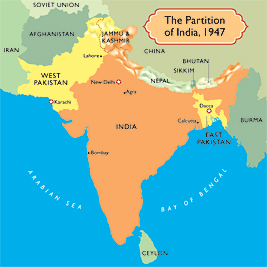 SOVIET UNION
The Partition
of India, 1947
AFGHANISTAN
JAMMU &
KASHMIR
IRAN
CHINA
Lahore
BHUTAN
SIKKIM
WEST
PAKISTAN
New Delhi
NEPAL
Agra
Karachi
Dacca
INDIA
Calcutta
BURMA
EAST
PAKISTAN
Bombay
ARABIAN SEA
BAY OF BENGAL
CEYLON